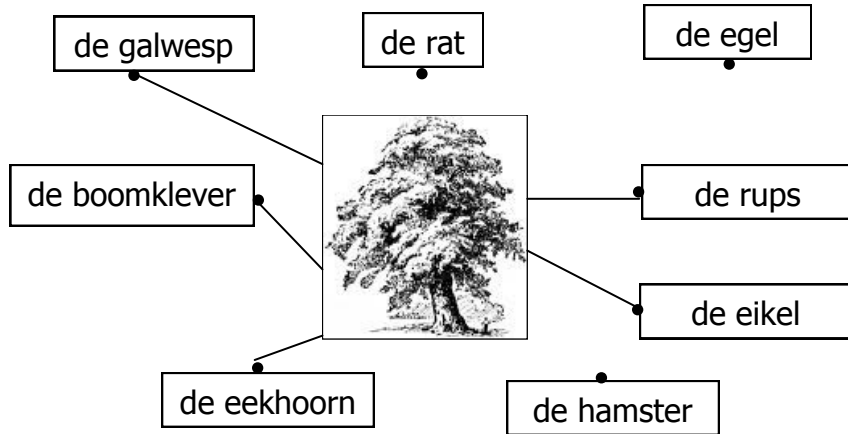 de galwesp
de rat
de egel
de boomklever
de rups
de eikel
de eekhoorn
de hamster